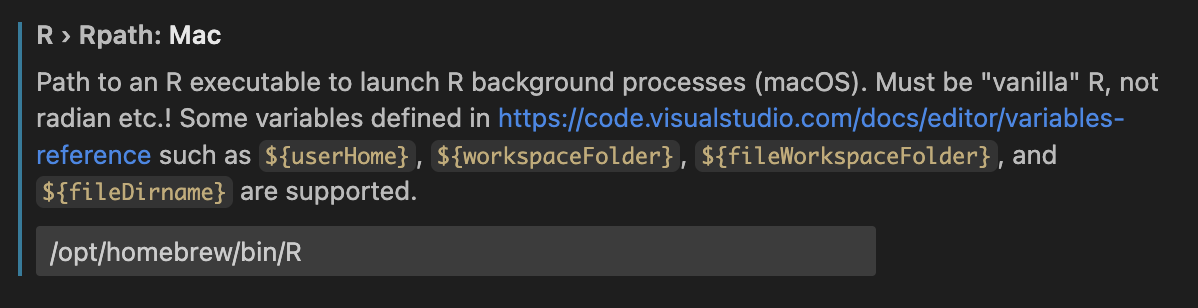 R › Rpath: Mac
Path to an R executable to launch R background processes (macOS). Must be "vanilla" R, not
radian etc.! Some variables defined in https://code.visualstudio.com/docs/editor/variables-
reference such as ${userHome}, ${workspaceFolder}, ${fileWorkspaceFolder}, and
${fileDirname} are supported.
/opt/homebrew/bin/R